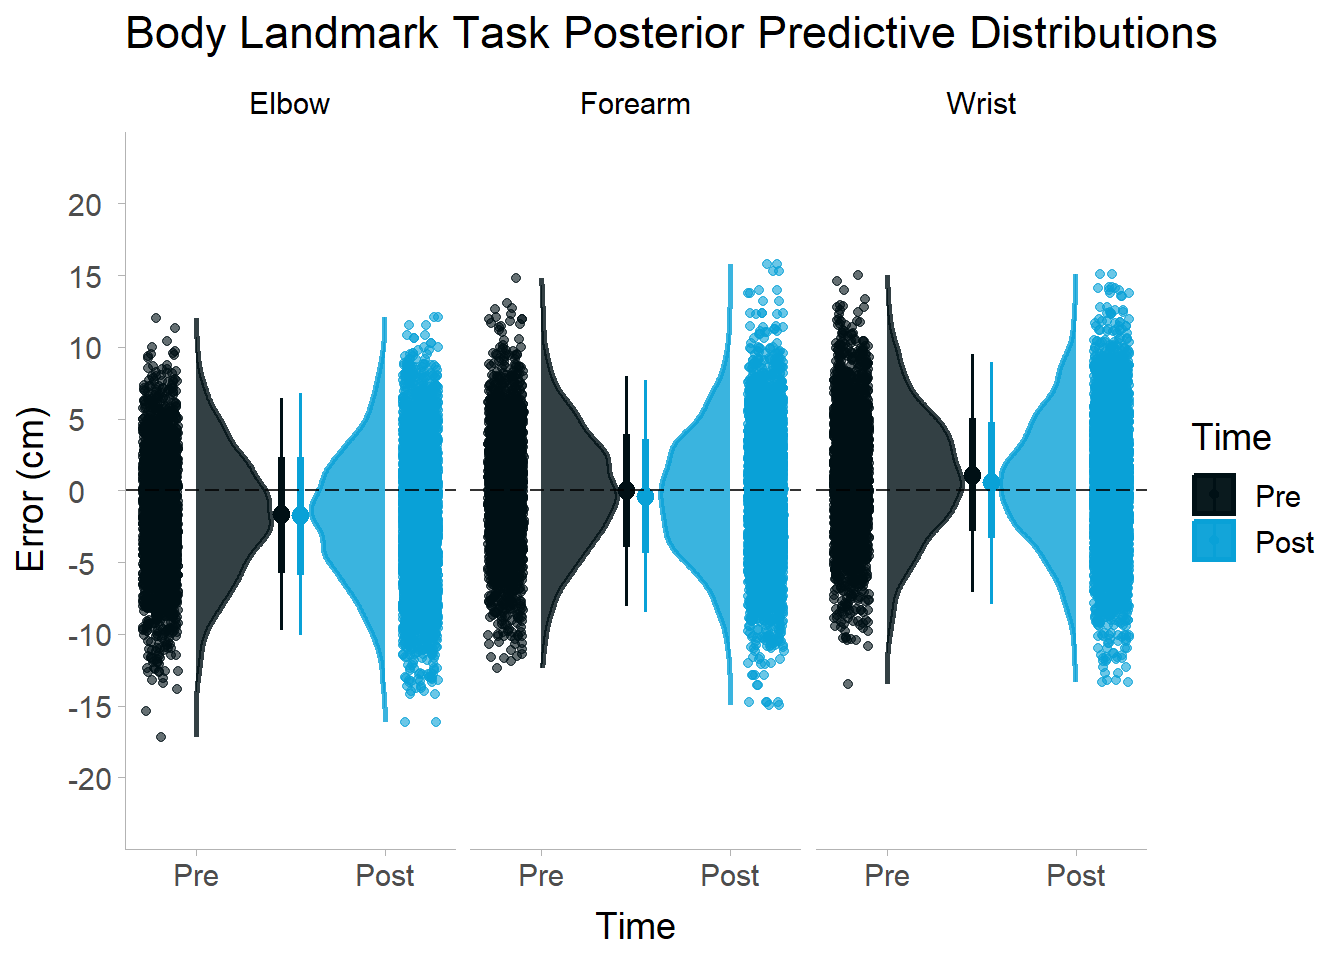 Body Landmark Task Posterior Predictive Distributions
Elbow
Forearm
Wrist
20
15
10
5
0
-5
-10
-15
-20
Error (cm)
Pre
Post
Pre
Post
Pre
Post
Time
Time
Pre
Post